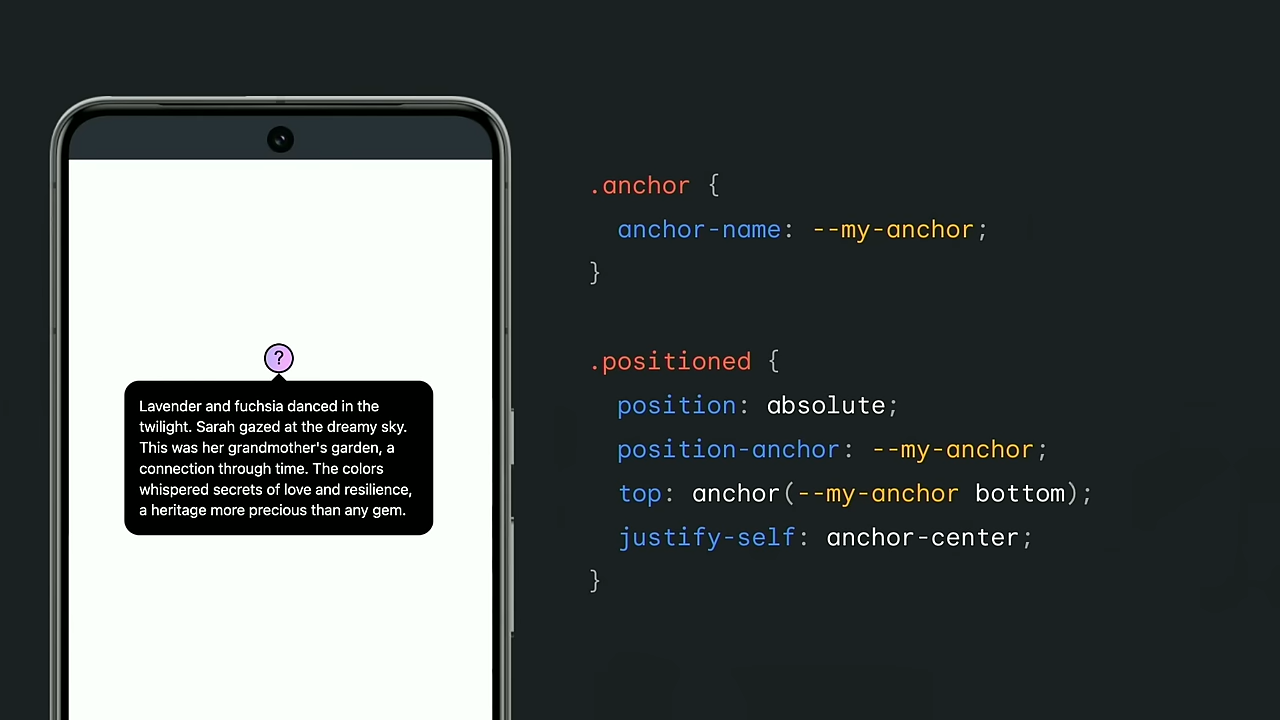 ?
Lavender and fuchsia danced in the
twilight. Sarah gazed at the dreamy sky.
This was her grandmother's garden, a
connection through time. The colors
whispered secrets of love and resilience,
a heritage more precious than any gem.
.anchor {
  anchor-name: --my-anchor;
}
.positioned {
  position: absolute;
  position-anchor: --my-anchor;
  top: anchor(--my-anchor bottom);
  justify-self: anchor-center;
}